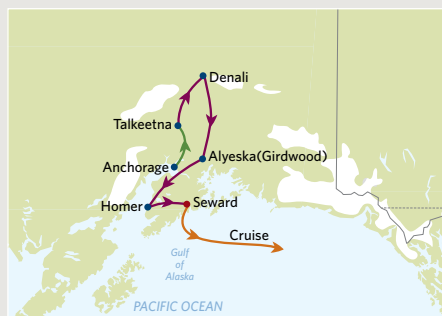 Denali
Talkeetna
Alyeska(Girdwood)
Anchorage
Homer
Seward
Cruise
Gulf
of
Alaska
PACIFIC OCEAN